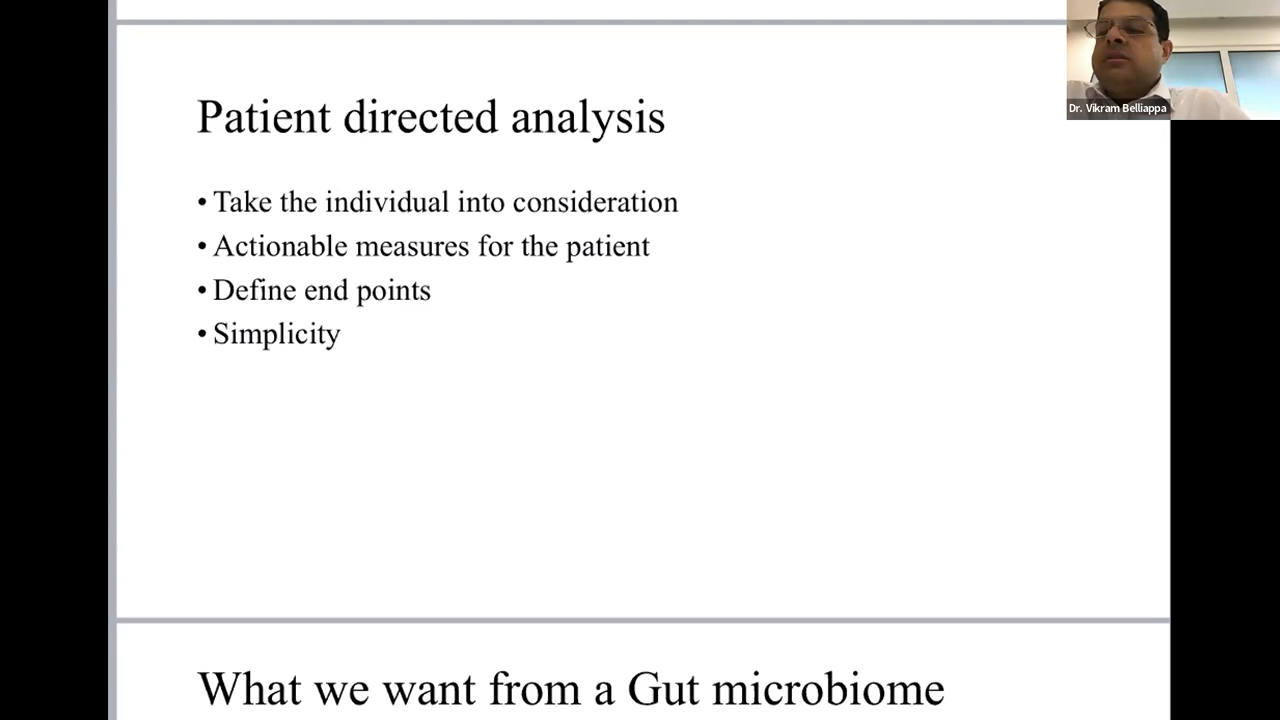 Dr. Vikram Belliappa
Patient directed analysis
• Take the individual into consideration
• Actionable measures for the patient
• Define end points
• Simplicity
What we want from a Gut microbiome